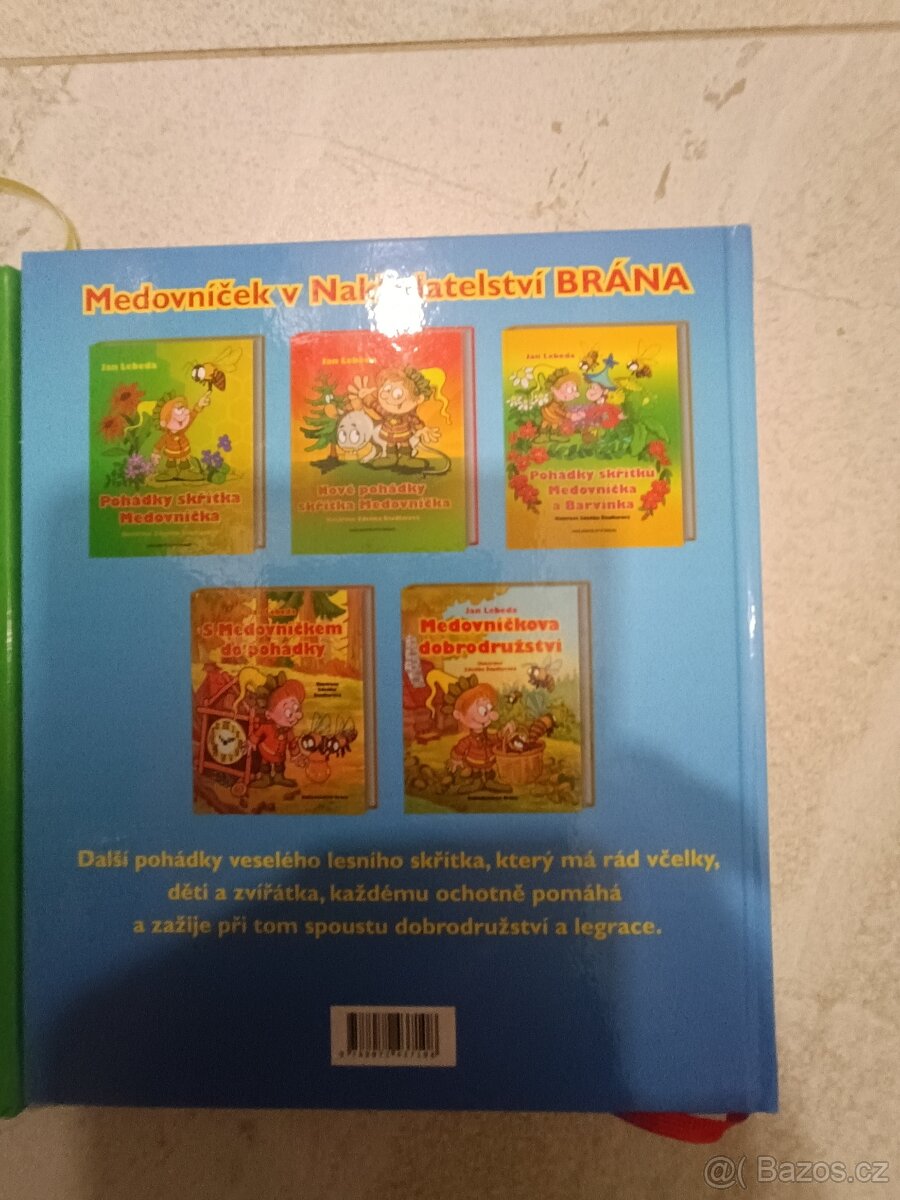 Medovníček v Nakladatelství BRÁNA
Jan Lebeda
Pohádky skřítka
Medovníčka
Jan Lebeda
Nové pohádky
skřítka Medovníčka
Jan Lebeda
Pohádky skřítků
Medovníčka
a Barvínka
S Medovníčkem
do pohádky
Jan Lebeda
Medovníčkova
dobrodružství
Další pohádky veselého lesního skřítka, který má rád včelky,
děti a zvířátka, každému ochotně pomáhá
a zažije při tom spoustu dobrodružství a legrace.
@( Bazos.cz